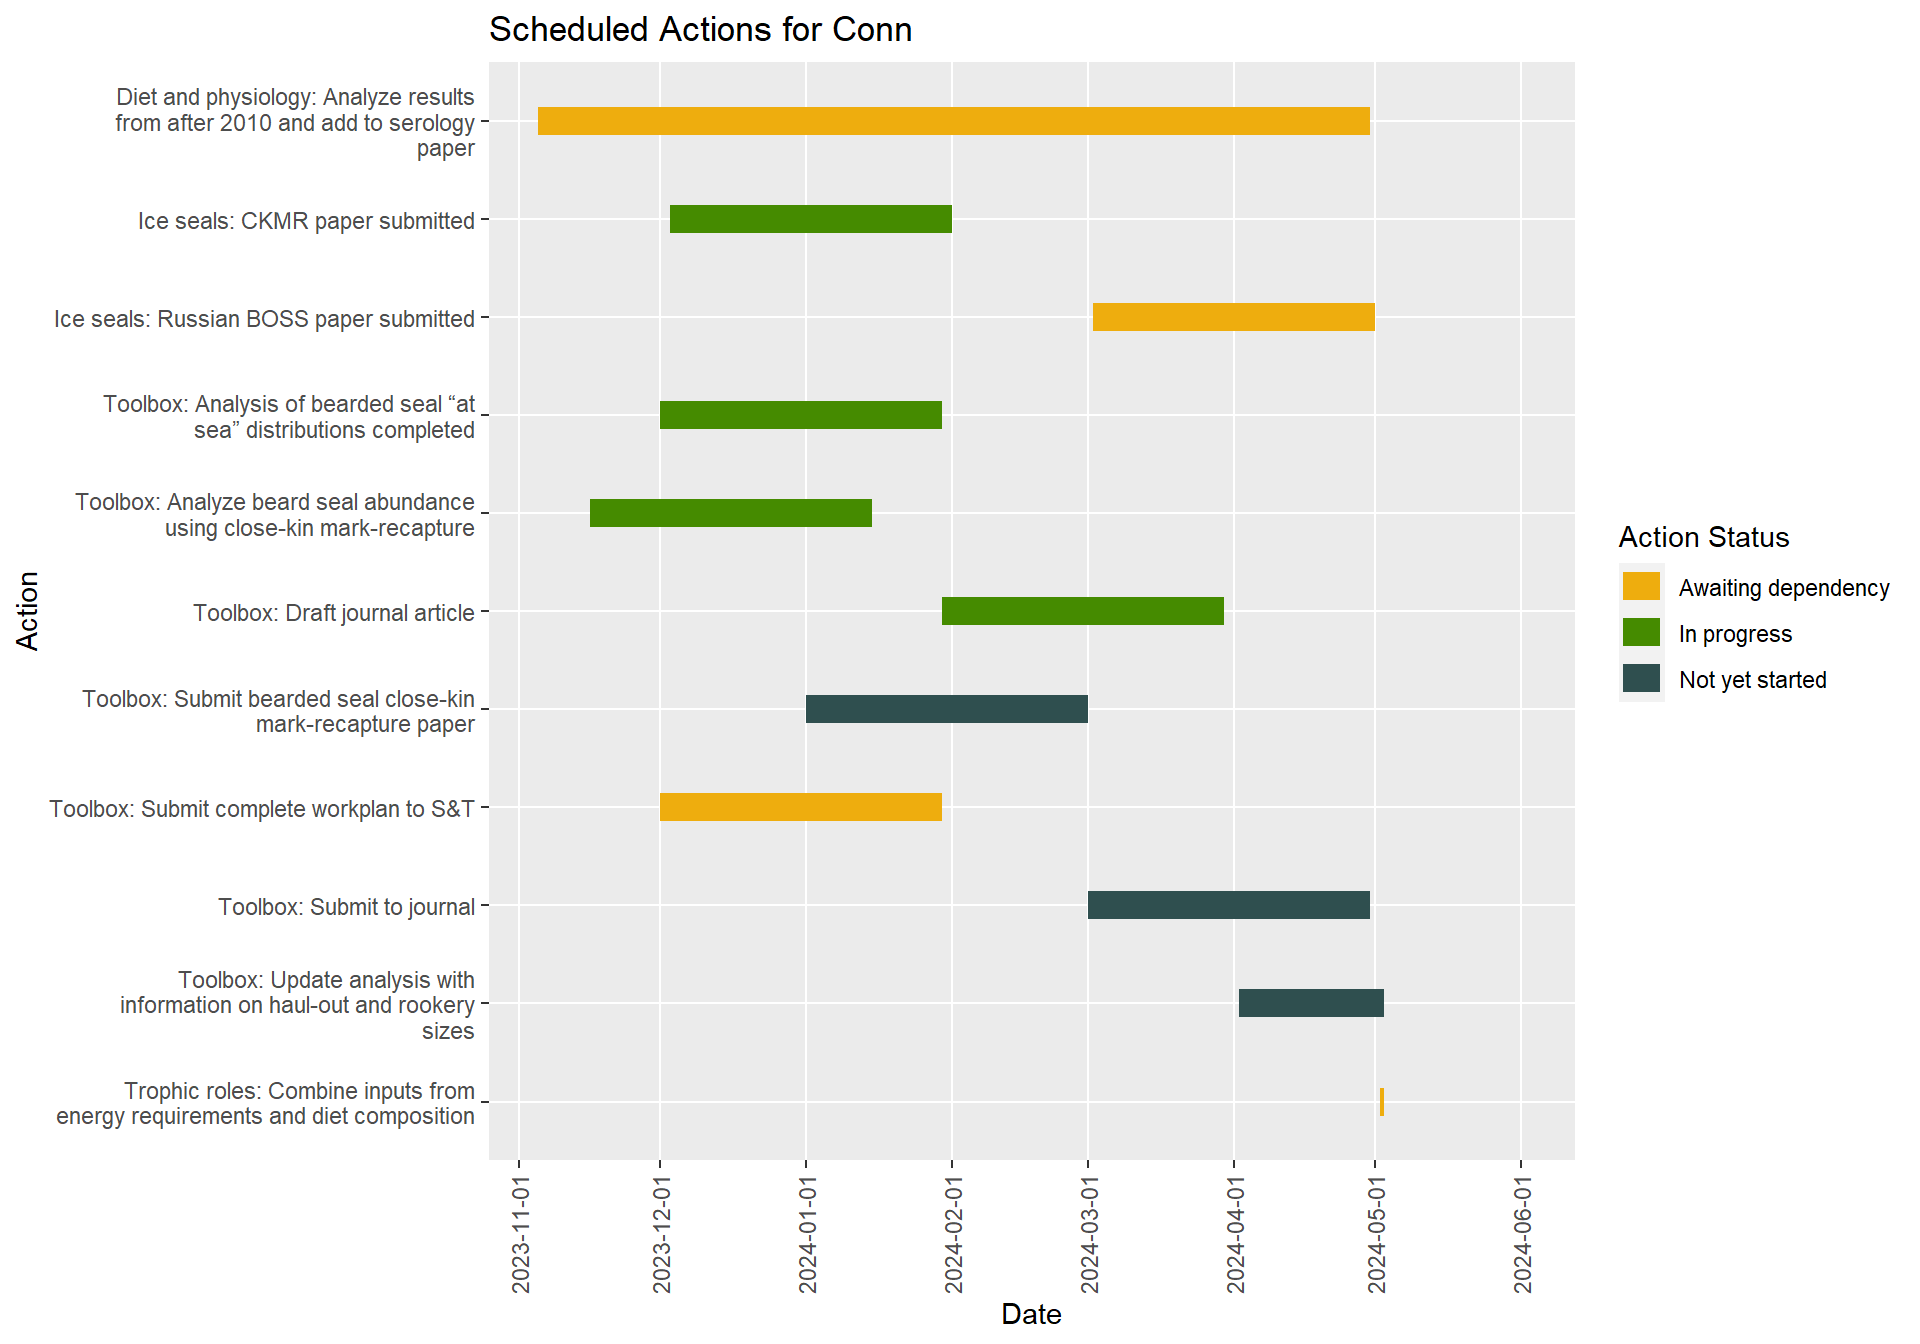 Scheduled Actions for Conn
Diet and physiology: Analyze results
from after 2010 and add to serology
paper
Ice seals: CKMR paper submitted
Ice seals: Russian BOSS paper submitted
Toolbox: Analysis of bearded seal “at
sea” distributions completed
Toolbox: Analyze beard seal abundance
using close-kin mark-recapture
Toolbox: Draft journal article
Toolbox: Submit bearded seal close-kin
mark-recapture paper
Toolbox: Submit complete workplan to S&T
Toolbox: Submit to journal
Toolbox: Update analysis with
information on haul-out and rookery
sizes
Trophic roles: Combine inputs from
energy requirements and diet composition
Action
2023-11-01
2023-12-01
2024-01-01
2024-02-01
2024-03-01
2024-04-01
2024-05-01
2024-06-01
Date
Action Status
Awaiting dependency
In progress
Not yet started